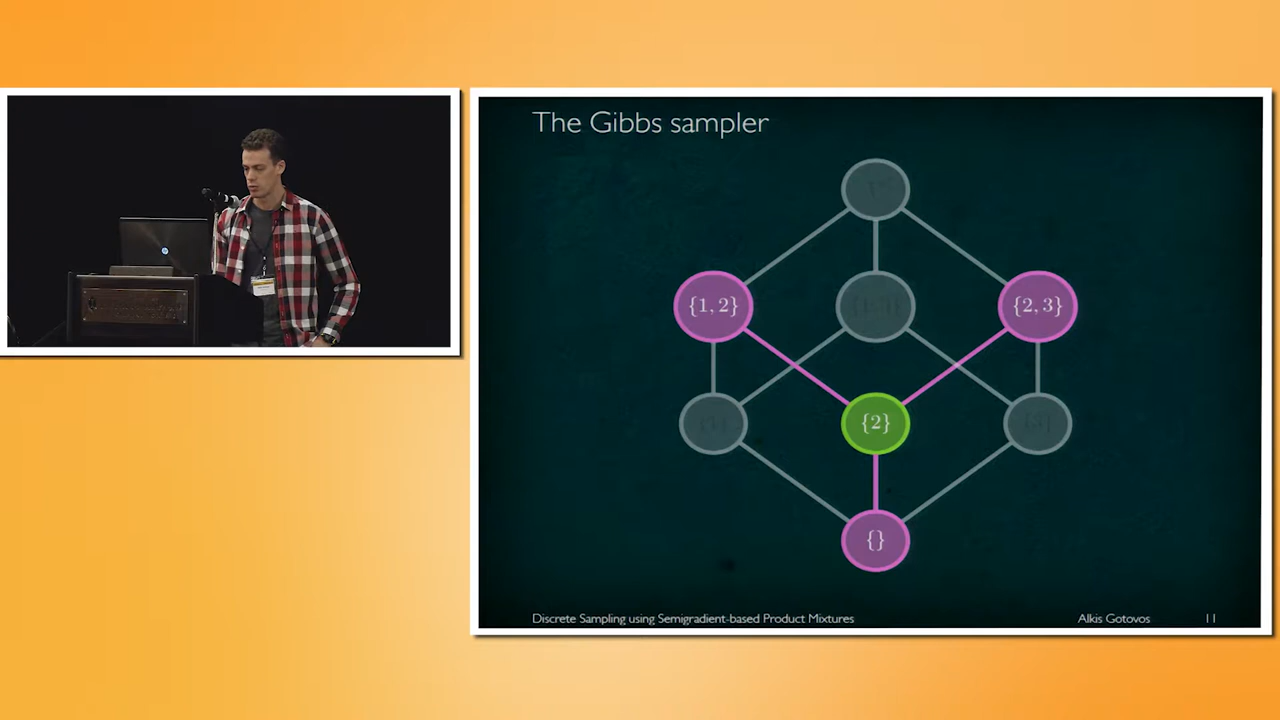 The Gibbs sampler
{1, 2}
{2, 3}
{2}
{}
Discrete Sampling using Semigradient-based Product Mixtures
Alkis Gotovos
11